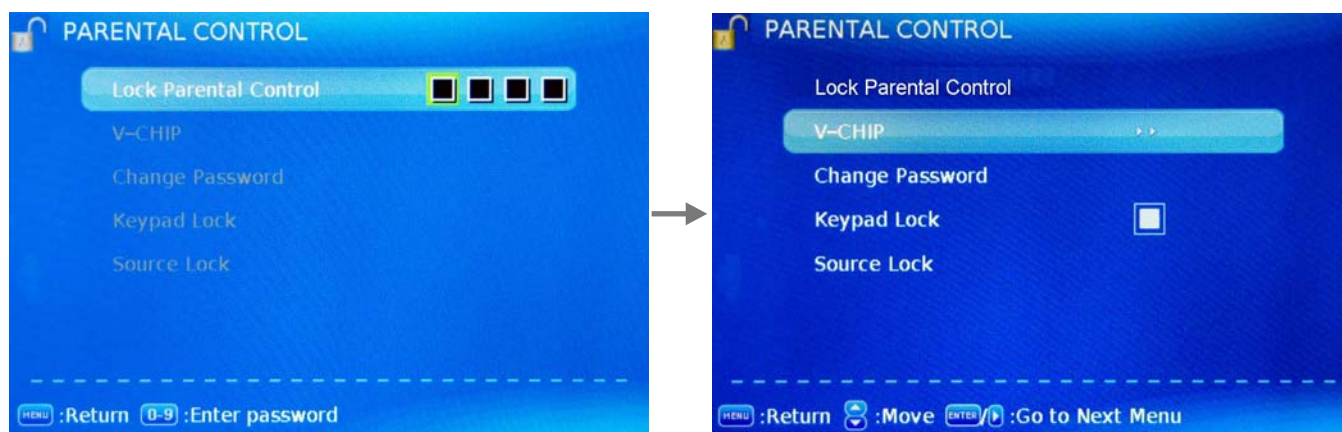 PARENTAL CONTROL
Lock Parental Control
V-CHIP
Change Password
Keypad Lock
Source Lock
MENU :Return 0-9 :Enter password
PARENTAL CONTROL
Lock Parental Control
V-CHIP
Change Password
Keypad Lock
Source Lock
MENU :Return :Move ENTER/ :Go to Next Menu